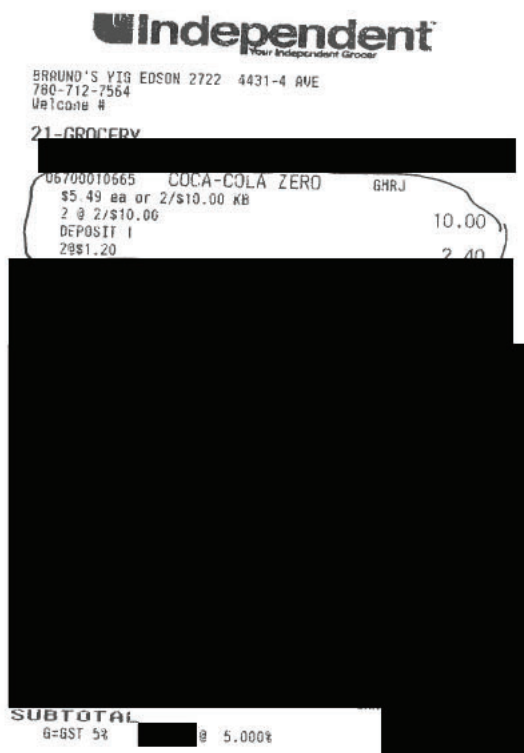 Independent
Your Independent Grocer
BRAUNO'S YIG EDSON 2722 4431-4 AVE
780-712-7564
Welcome #
21-GROCERY
06700010665 COCA-COLA ZERO GMRJ
$5.49 ea or 2/$10.00 KB
2 @ 2/$10.00 10.00
DEPOSIT 1
2@$1.20 2.40
SUBTOTAL
G=GST 5% @ 5.000%